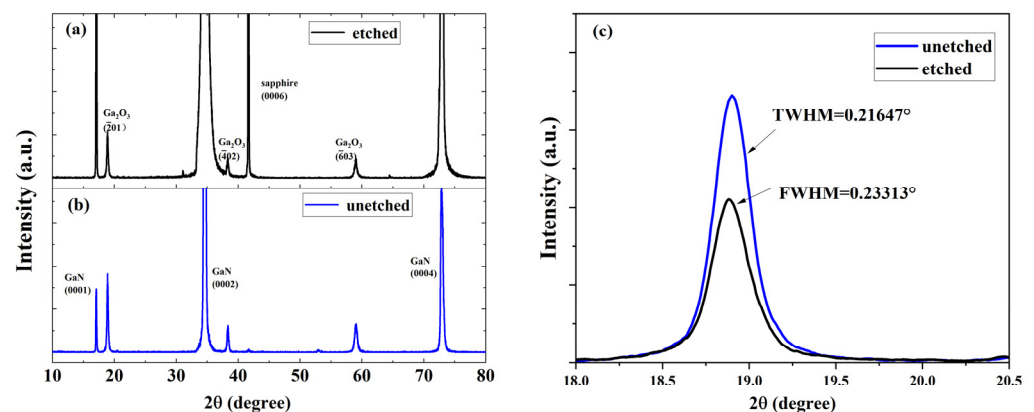 (a)
etched
Ga₂O₃
(2̅01)
Ga₂O₃
(4̅02)
sapphire
(0006)
Ga₂O₃
(6̅03)
(b)
unetched
GaN
(0001)
GaN
(0002)
GaN
(0004)
Intensity (a.u.)
10 20 30 40 50 60 70 80
2θ (degree)
(c)
unetched
etched
TWHM=0.21647°
FWHM=0.23313°
Intensity (a.u.)
18.0 18.5 19.0 19.5 20.0 20.5
2θ (degree)